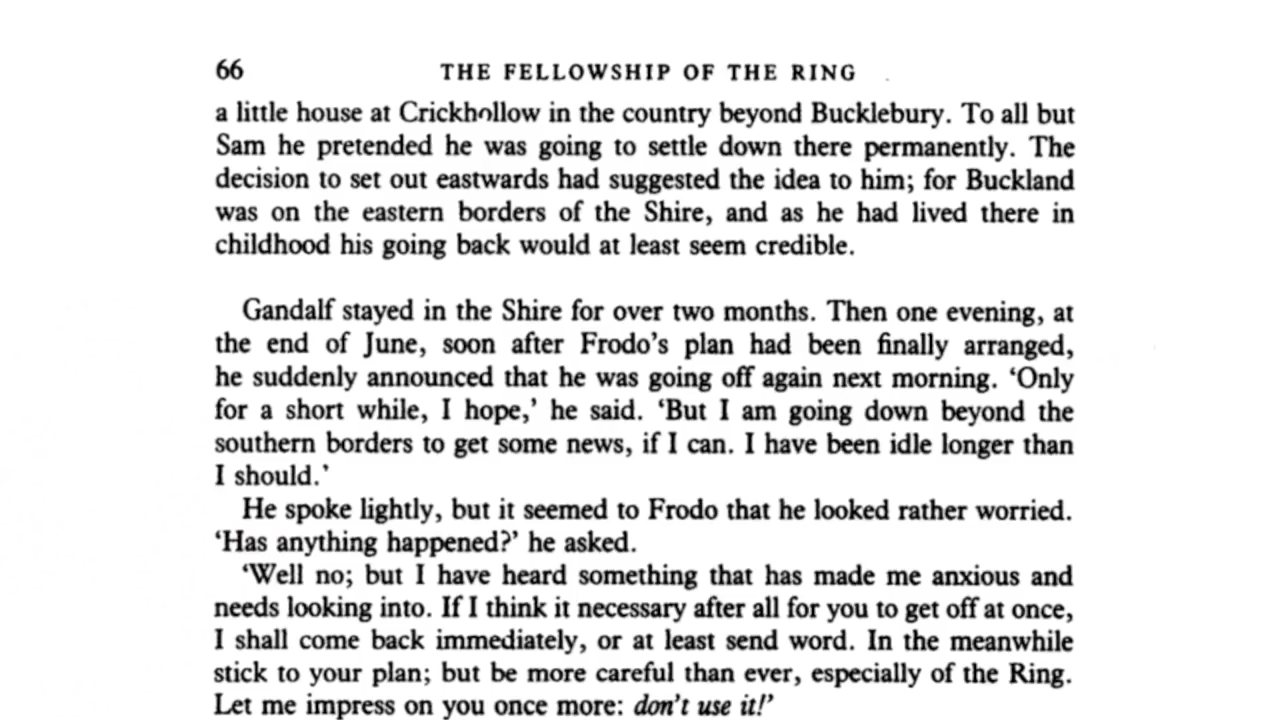 66 THE FELLOWSHIP OF THE RING
a little house at Crickhollow in the country beyond Bucklebury. To all but
Sam he pretended he was going to settle down there permanently. The
decision to set out eastwards had suggested the idea to him; for Buckland
was on the eastern borders of the Shire, and as he had lived there in
childhood his going back would at least seem credible.
Gandalf stayed in the Shire for over two months. Then one evening, at
the end of June, soon after Frodo's plan had been finally arranged,
he suddenly announced that he was going off again next morning. ‘Only
for a short while, I hope,’ he said. ‘But I am going down beyond the
southern borders to get some news, if I can. I have been idle longer than
I should.’
He spoke lightly, but it seemed to Frodo that he looked rather worried.
‘Has anything happened?’ he asked.
‘Well no; but I have heard something that has made me anxious and
needs looking into. If I think it necessary after all for you to get off at once,
I shall come back immediately, or at least send word. In the meanwhile
stick to your plan; but be more careful than ever, especially of the Ring.
Let me impress on you once more: don't use it!’